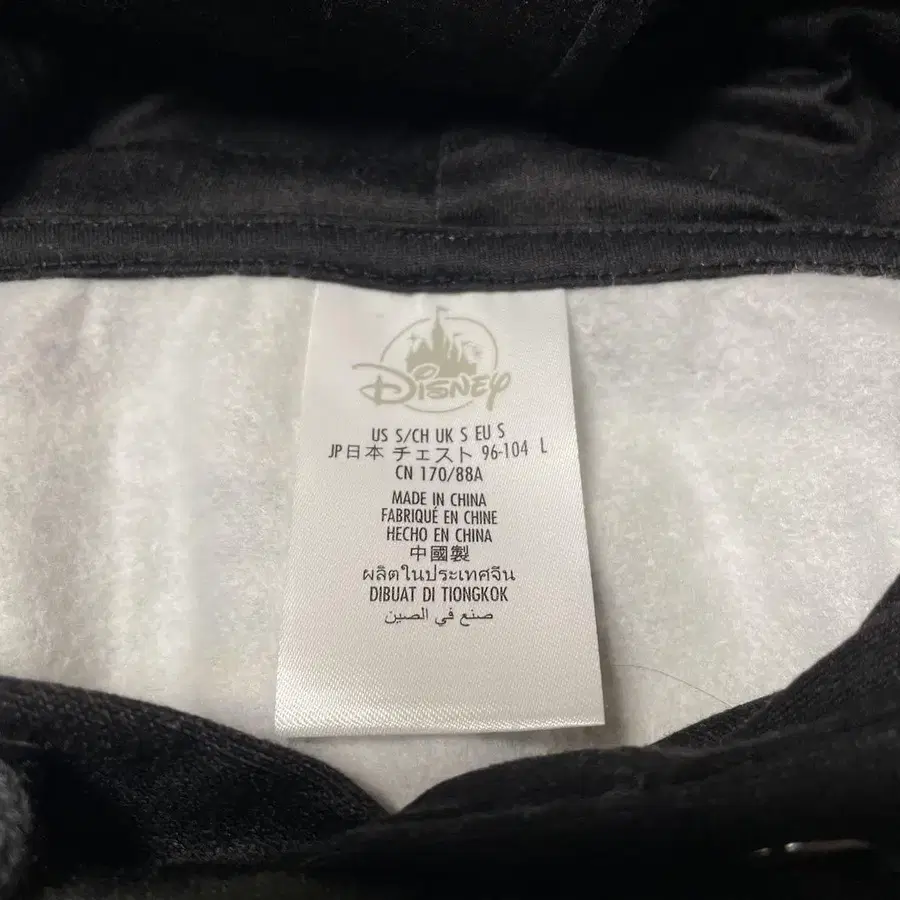 Disney
US S/CH UK S EU S
JP日本 チェスト 96-104 L
CN 170/88A
MADE IN CHINA
FABRIQUÉ EN CHINE
HECHO EN CHINA
中國製
ผลิตในประเทศจีน
DIBUAT DI TIONGKOK
صنع في الصين